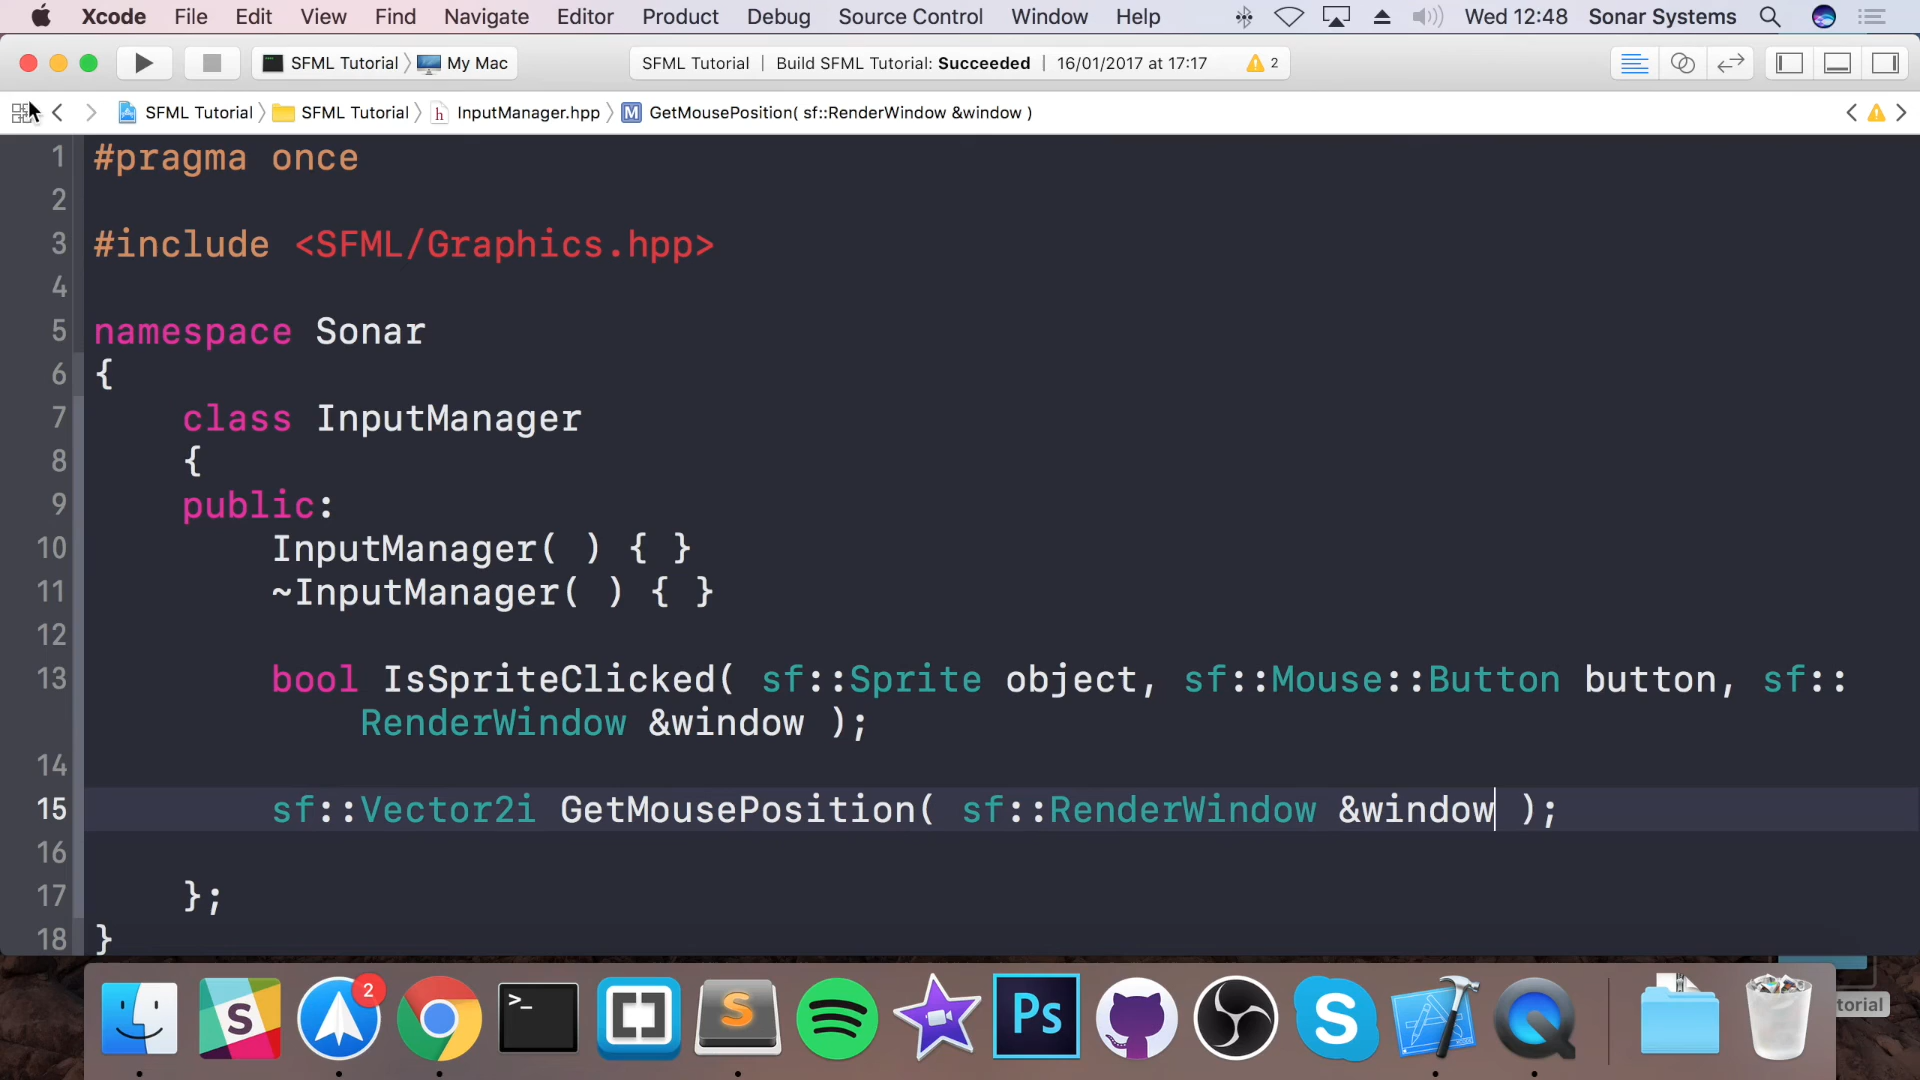 Xcode File Edit View Find Navigate Editor Product Debug Source Control Window Help Wed 12:48 Sonar Systems
SFML Tutorial My Mac SFML Tutorial | Build SFML Tutorial: Succeeded | 16/01/2017 at 17:17 2
SFML Tutorial SFML Tutorial h InputManager.hpp M GetMousePosition( sf::RenderWindow &window )
1 #pragma once
2
3 #include <SFML/Graphics.hpp>
4
5 namespace Sonar
6 {
7 class InputManager
8 {
9 public:
10 InputManager( ) { }
11 ~InputManager( ) { }
12
13 bool IsSpriteClicked( sf::Sprite object, sf::Mouse::Button button, sf::
RenderWindow &window );
14
15 sf::Vector2i GetMousePosition( sf::RenderWindow &window );
16
17 };
18 }
S 2 >_ S Ps S
torial